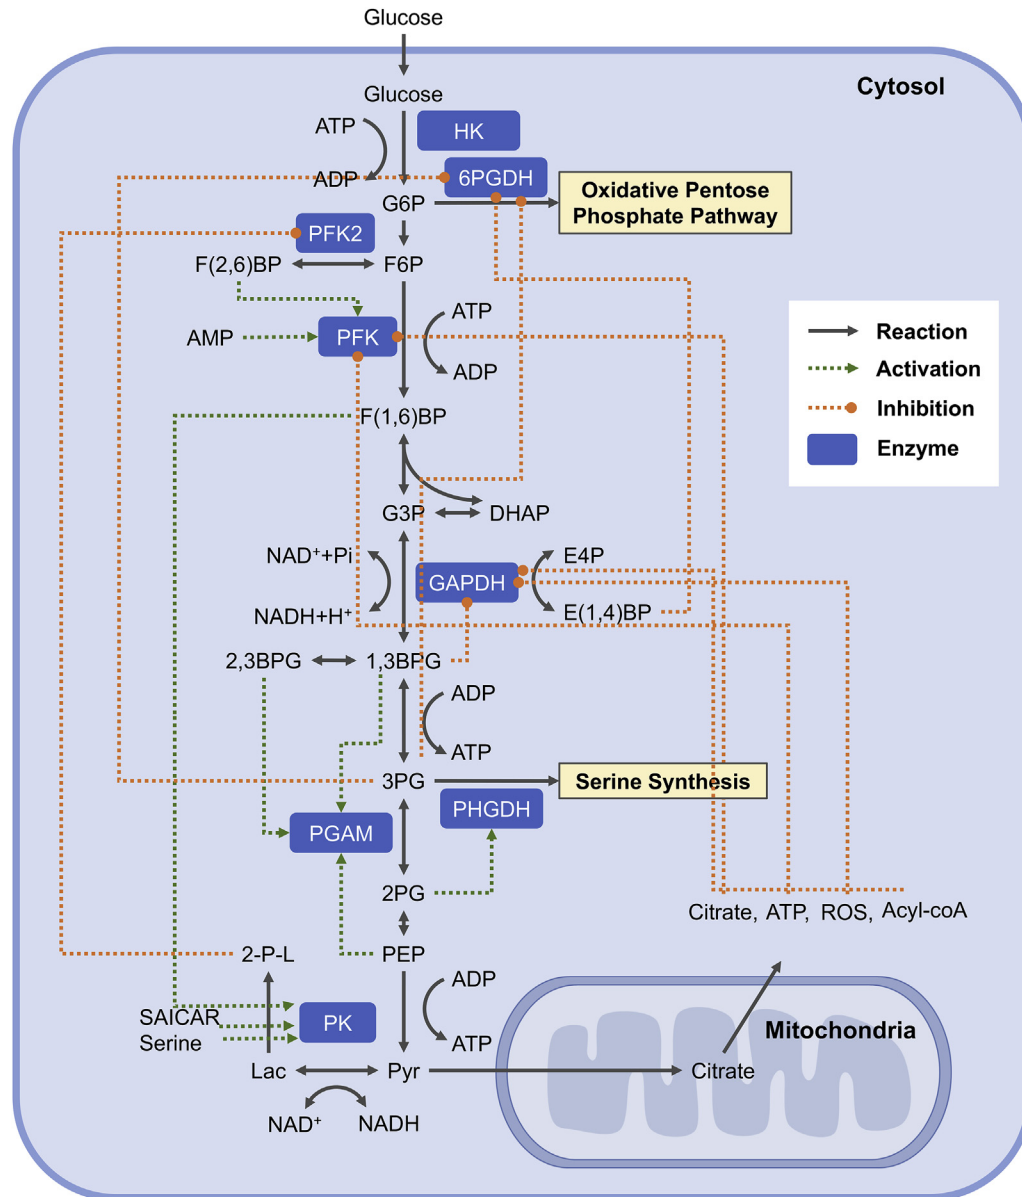 Glucose
Glucose
Cytosol
ATP
HK
ADP
6PGDH
G6P
Oxidative Pentose
Phosphate Pathway
PFK2
F(2,6)BP
F6P
AMP
PFK
ATP
ADP
Reaction
Activation
Inhibition
Enzyme
F(1,6)BP
G3P
DHAP
NAD⁺+Pi
GAPDH
E4P
NADH+H⁺
E(1,4)BP
2,3BPG
1,3BPG
ADP
ATP
3PG
Serine Synthesis
PGAM
PHGDH
2PG
Citrate, ATP, ROS, Acyl-coA
2-P-L
PEP
ADP
SAICAR
Serine
PK
ATP
Mitochondria
Lac
Pyr
Citrate
NAD⁺
NADH